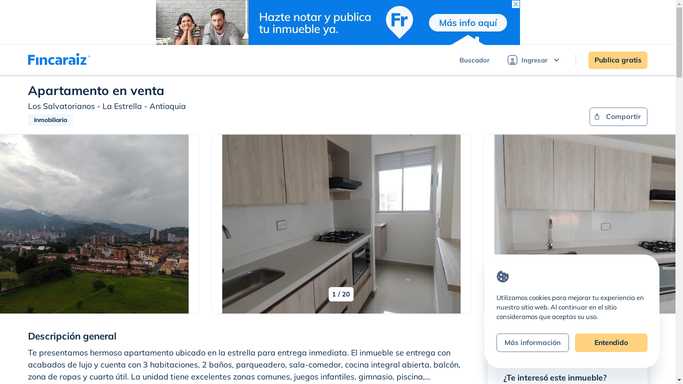 Hazte notar y publica
tu inmueble ya.
Fr
Más info aquí
Fincaraiz
Buscador
Ingresar
Publica gratis
Apartamento en venta
Los Salvatorianos - La Estrella - Antioquia
Inmobiliaria
Compartir
1 / 20
Utilizamos cookies para mejorar tu experiencia en
nuestro sitio web. Al continuar en el sitio
consideramos que aceptas su uso.
Más información
Entendido
Descripción general
Te presentamos hermoso apartamento ubicado en la estrella para entrega inmediata. El inmueble se entrega con
acabados de lujo y cuenta con 3 habitaciones, 2 baños, parqueadero, sala-comedor, cocina integral abierta, balcón,
zona de ropas y cuarto útil. La unidad tiene excelentes zonas comunes, juegos infantiles, gimnasio, piscina,...
¿Te interesó este inmueble?